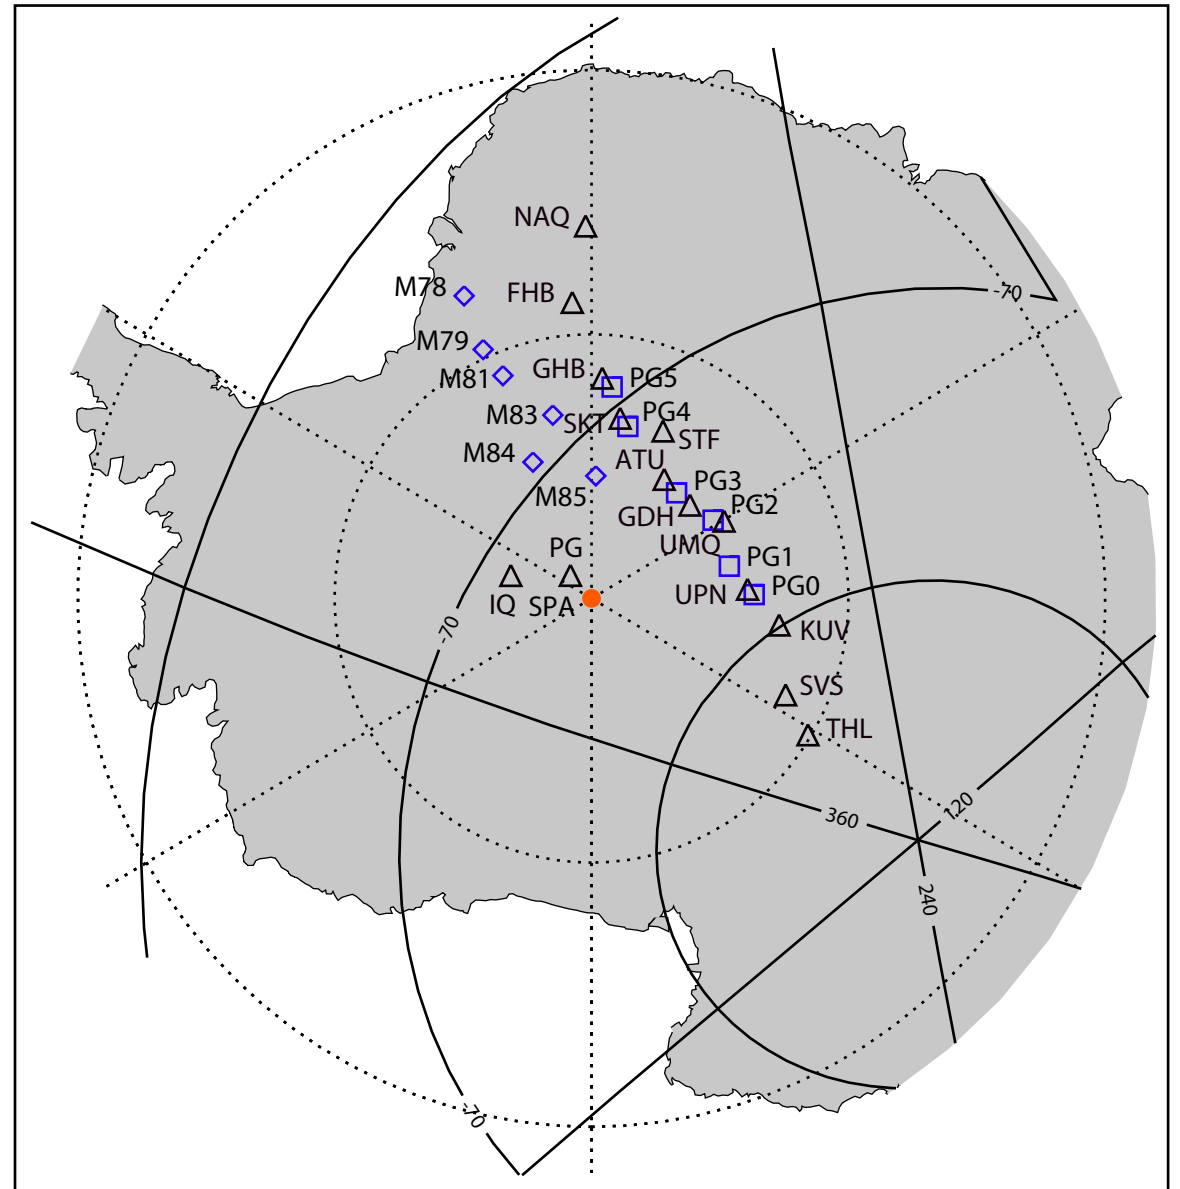 NAQ
M78
FHB
-70
M79
M81
GHB
PG5
M83
SKT
PG4
STF
M84
ATU
M85
PG3
GDH
PG2
UMQ
PG
PG1
IQ
SPA
UPN
PG0
-70
KUV
SVS
THL
360
120
240
-70